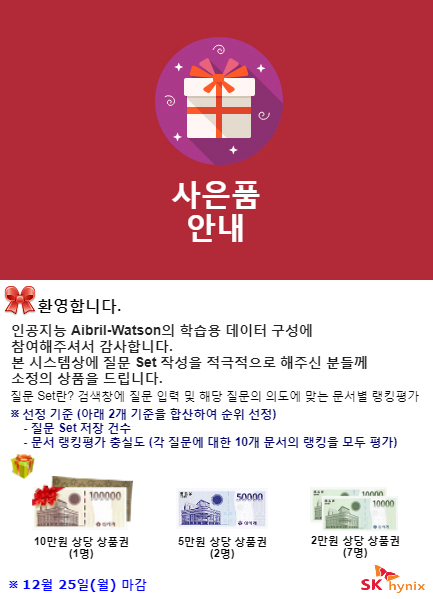 사은품
안내
환영합니다.
인공지능 Aibril-Watson의 학습용 데이터 구성에
참여해주셔서 감사합니다.
본 시스템상에 질문 Set 작성을 적극적으로 해주신 분들께
소정의 상품을 드립니다.
질문 Set란? 검색창에 질문 입력 및 해당 질문의 의도에 맞는 문서별 랭킹평가
※ 선정 기준 (아래 2개 기준을 합산하여 순위 선정)
- 질문 Set 저장 건수
- 문서 랭킹평가 충실도 (각 질문에 대한 10개 문서의 랭킹을 모두 평가)
100000 50000 10000
10000
10만원 상당 상품권 5만원 상당 상품권 2만원 상당 상품권
(1명) (2명) (7명)
※ 12월 25일(월) 마감
SK hynix